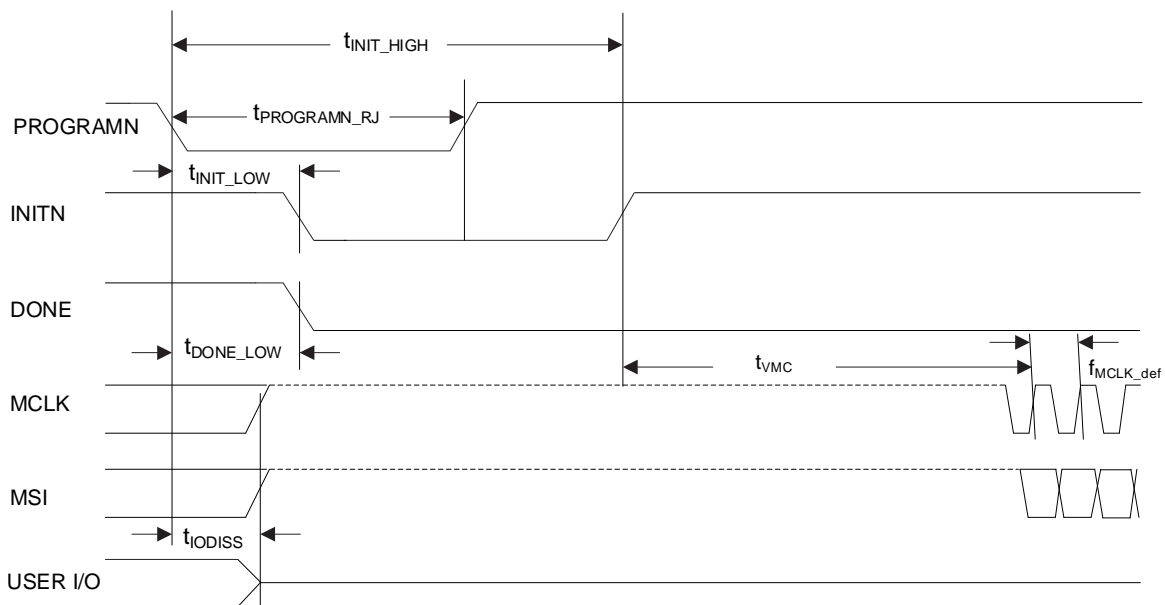 tINIT_HIGH
PROGRAMN
tPROGRAMN_RJ
tINIT_LOW
INITN
DONE
tDONE_LOW
tVMC
fMCLK_def
MCLK
MSI
tIODISS
USER I/O